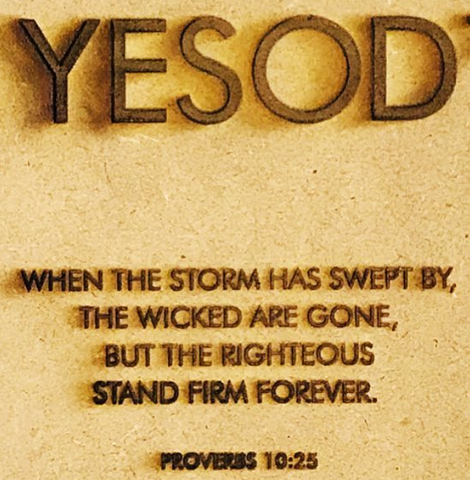 YESOD
WHEN THE STORM HAS SWEPT BY,
THE WICKED ARE GONE,
BUT THE RIGHTEOUS
STAND FIRM FOREVER.
PROVERBS 10:25